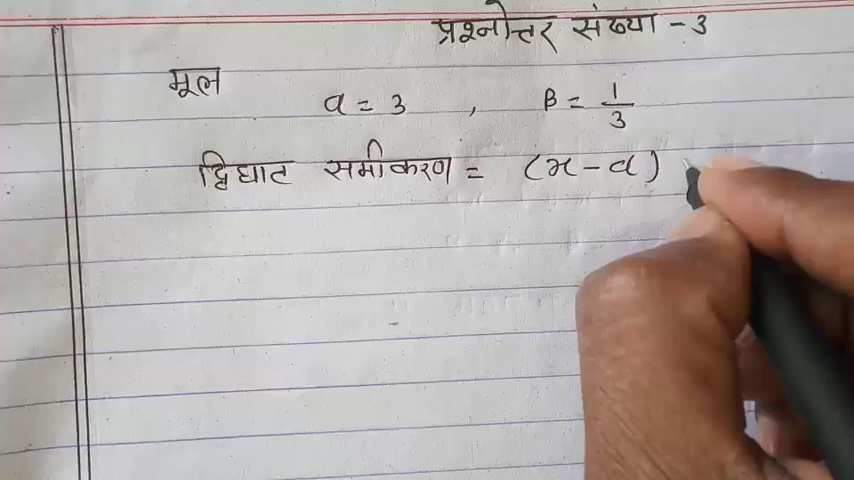 प्रश्नोत्तर संख्या - 3
मूल
α = 3 , β = 1/3
द्विघात समीकरण = (x - α)